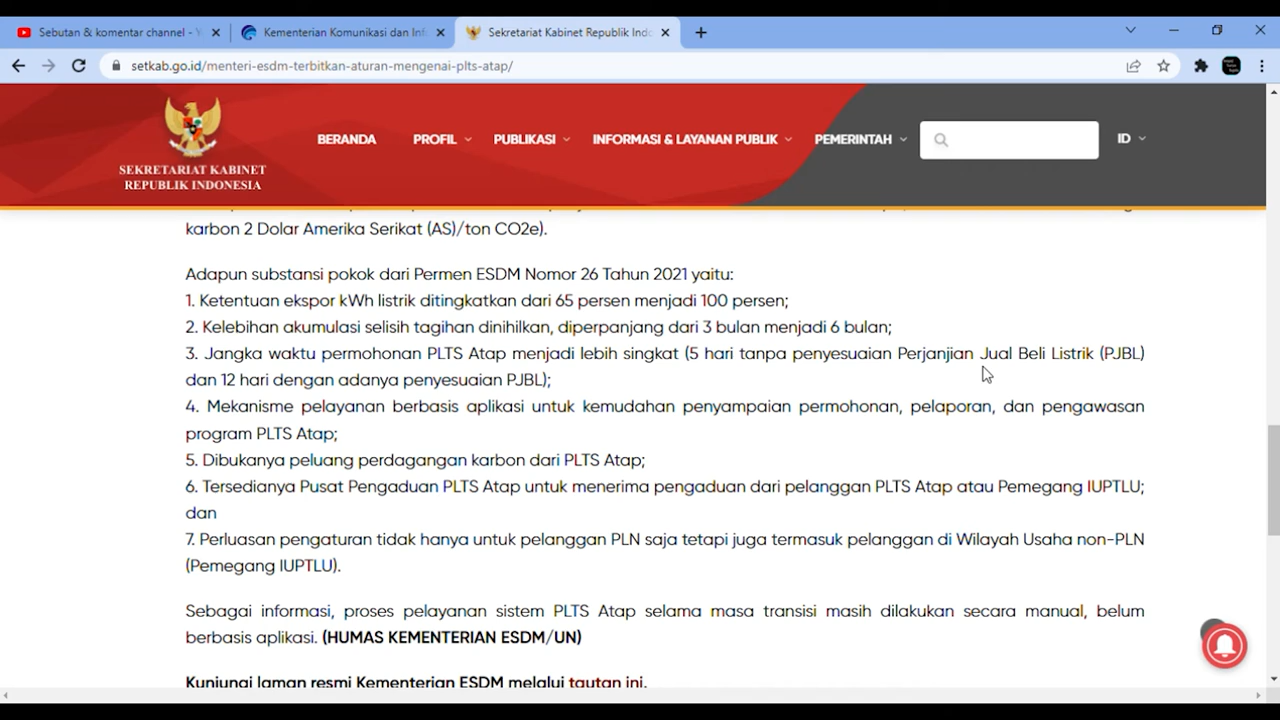 Sebutan & komentar channel - Y
Kementerian Komunikasi dan Inf
Sekretariat Kabinet Republik Indo
setkab.go.id/menteri-esdm-terbitkan-aturan-mengenai-plts-atap/
SEKRETARIAT KABINET
REPUBLIK INDONESIA
BERANDA
PROFIL
PUBLIKASI
INFORMASI & LAYANAN PUBLIK
PEMERINTAH
ID
karbon 2 Dolar Amerika Serikat (AS)/ton CO2e).
Adapun substansi pokok dari Permen ESDM Nomor 26 Tahun 2021 yaitu:
1. Ketentuan ekspor kWh listrik ditingkatkan dari 65 persen menjadi 100 persen;
2. Kelebihan akumulasi selisih tagihan dinihilkan, diperpanjang dari 3 bulan menjadi 6 bulan;
3. Jangka waktu permohonan PLTS Atap menjadi lebih singkat (5 hari tanpa penyesuaian Perjanjian Jual Beli Listrik (PJBL)
dan 12 hari dengan adanya penyesuaian PJBL);
4. Mekanisme pelayanan berbasis aplikasi untuk kemudahan penyampaian permohonan, pelaporan, dan pengawasan
program PLTS Atap;
5. Dibukanya peluang perdagangan karbon dari PLTS Atap;
6. Tersedianya Pusat Pengaduan PLTS Atap untuk menerima pengaduan dari pelanggan PLTS Atap atau Pemegang IUPTLU;
dan
7. Perluasan pengaturan tidak hanya untuk pelanggan PLN saja tetapi juga termasuk pelanggan di Wilayah Usaha non-PLN
(Pemegang IUPTLU).
Sebagai informasi, proses pelayanan sistem PLTS Atap selama masa transisi masih dilakukan secara manual, belum
berbasis aplikasi. (HUMAS KEMENTERIAN ESDM/UN)
Kunjungi laman resmi Kementerian ESDM melalui tautan ini.